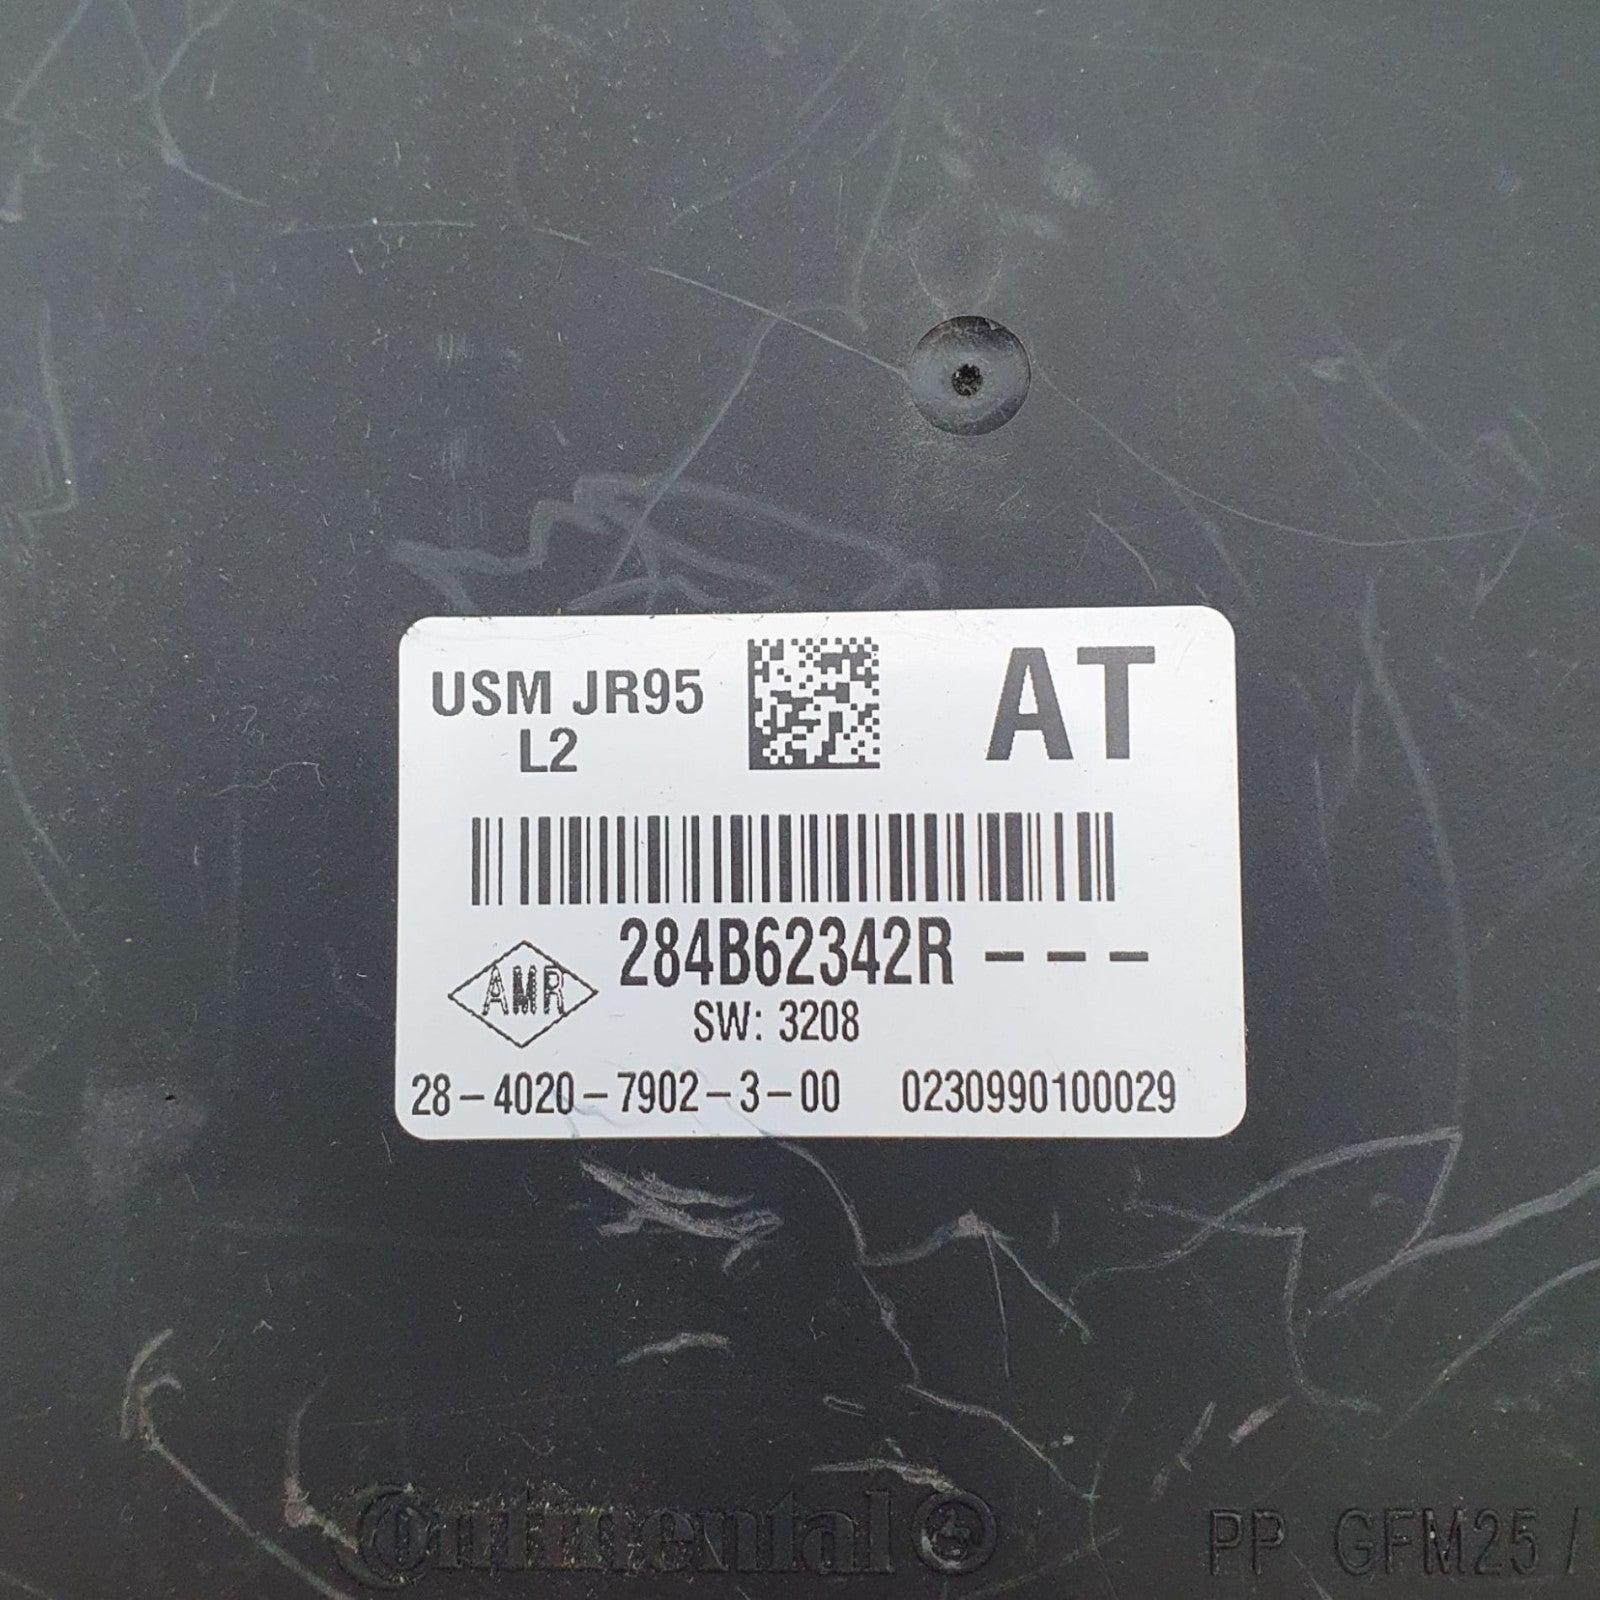 USM JR95
L2
AT
284B62342R - - -
AMR
SW: 3208
28-4020-7902-3-00 0230990100029
Continental
PP GFM25/